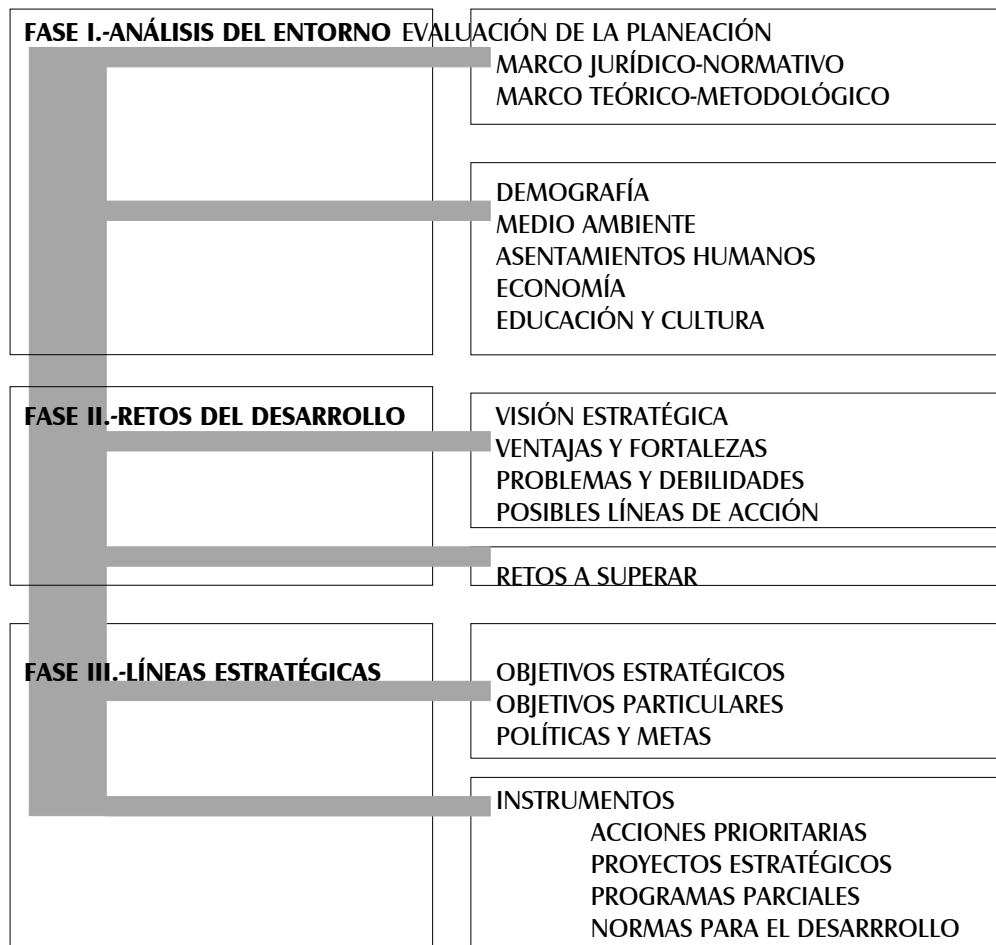 FASE I.-ANÁLISIS DEL ENTORNO EVALUACIÓN DE LA PLANEACIÓN
MARCO JURÍDICO-NORMATIVO
MARCO TEÓRICO-METODOLÓGICO
DEMOGRAFÍA
MEDIO AMBIENTE
ASENTAMIENTOS HUMANOS
ECONOMÍA
EDUCACIÓN Y CULTURA
FASE II.-RETOS DEL DESARROLLO
VISIÓN ESTRATÉGICA
VENTAJAS Y FORTALEZAS
PROBLEMAS Y DEBILIDADES
POSIBLES LÍNEAS DE ACCIÓN
RETOS A SUPERAR
FASE III.-LÍNEAS ESTRATÉGICAS
OBJETIVOS ESTRATÉGICOS
OBJETIVOS PARTICULARES
POLÍTICAS Y METAS
INSTRUMENTOS
ACCIONES PRIORITARIAS
PROYECTOS ESTRATÉGICOS
PROGRAMAS PARCIALES
NORMAS PARA EL DESARRROLLO